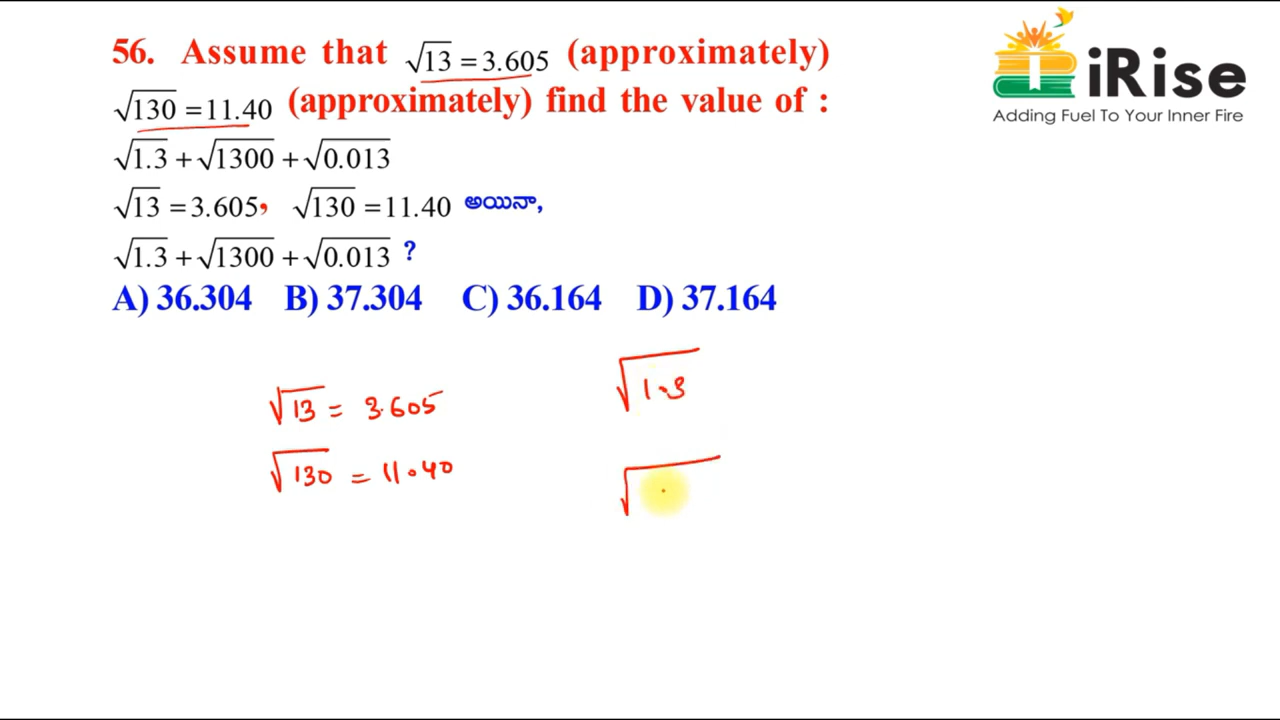 56. Assume that √13 = 3.605 (approximately)
√130 = 11.40 (approximately) find the value of :
√1.3 + √1300 + √0.013
√13 = 3.605, √130 = 11.40 అయినా,
√1.3 + √1300 + √0.013 ?
A) 36.304 B) 37.304 C) 36.164 D) 37.164
√13 = 3.605
√130 = 11.40
√1.3
√
iRise
Adding Fuel To Your Inner Fire